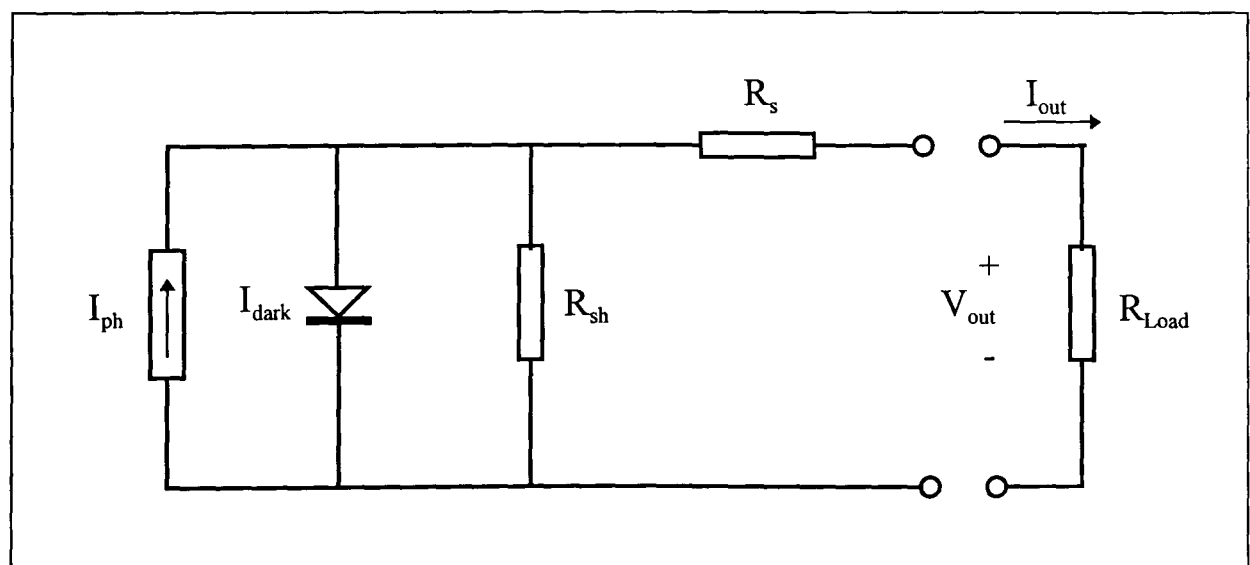 R_s
I_out
I_ph
I_dark
R_sh
+
V_out
-
R_Load